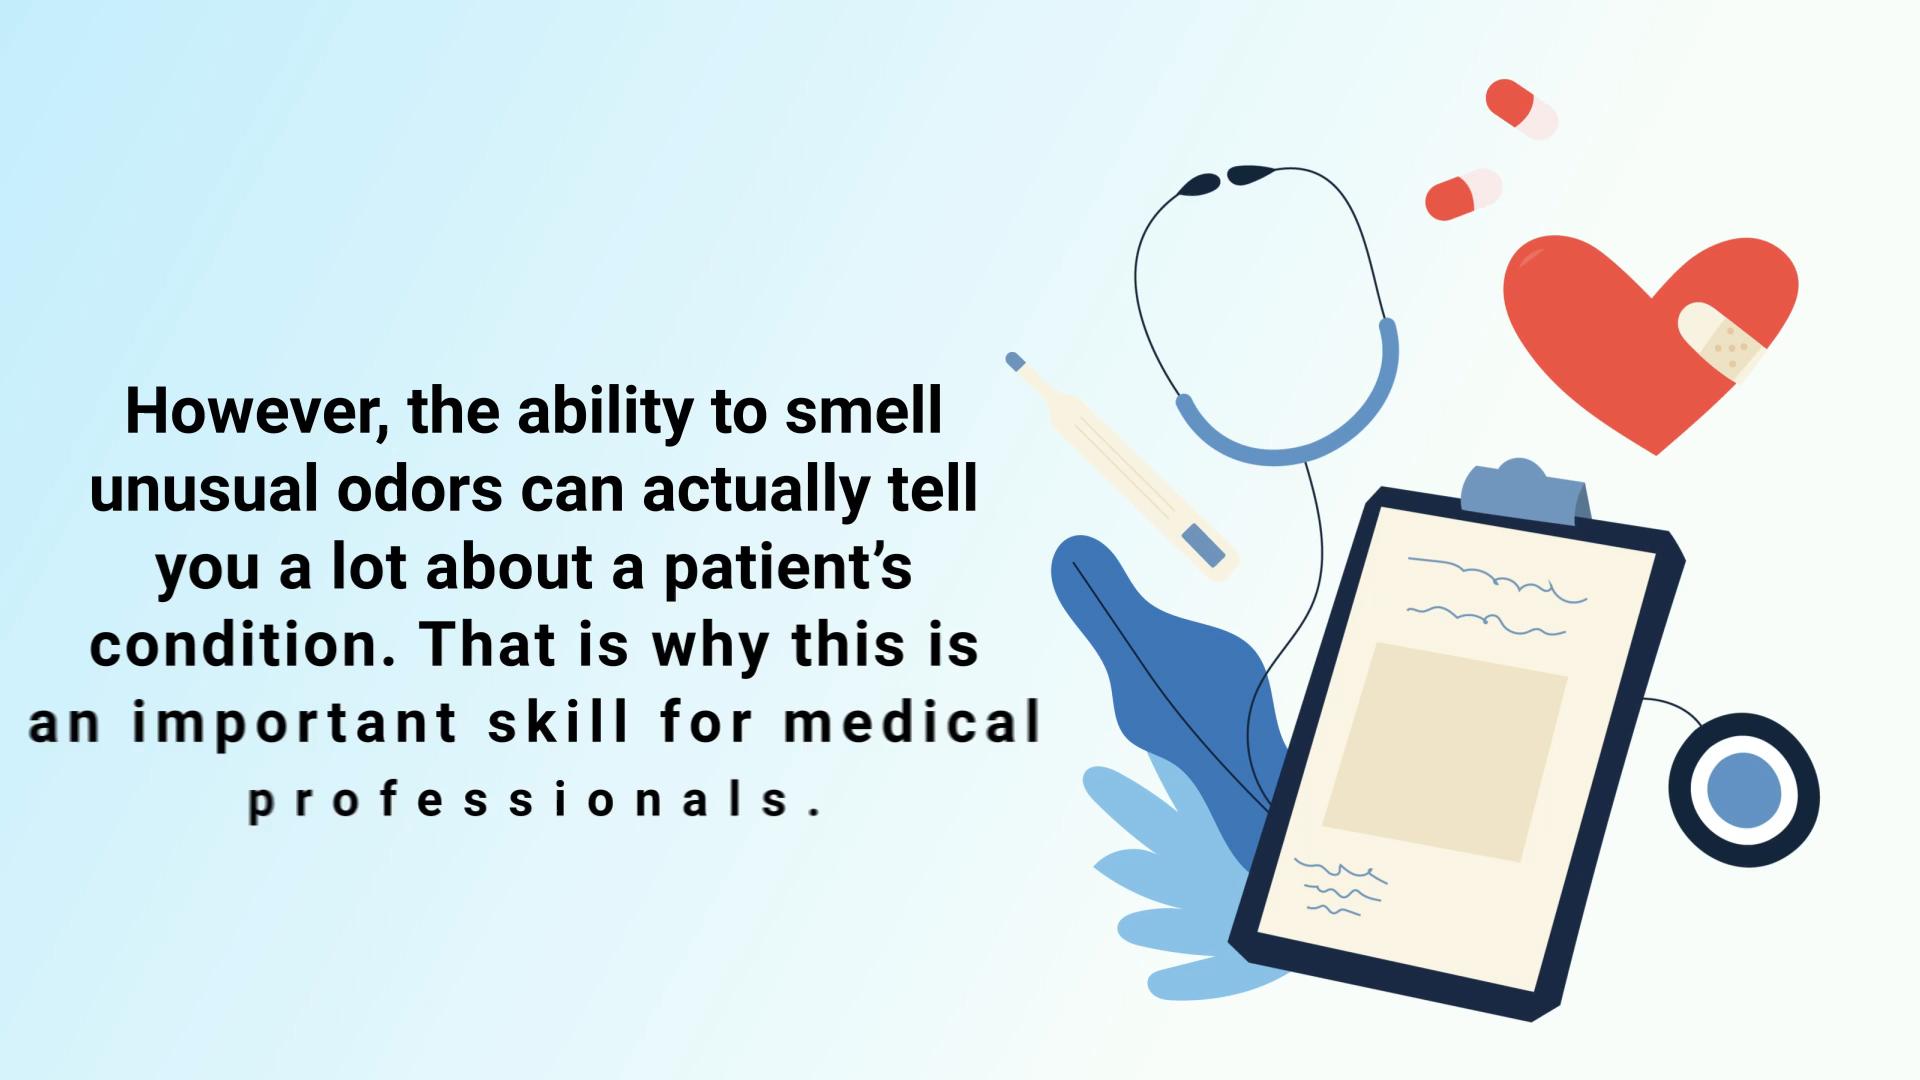 However, the ability to smell
unusual odors can actually tell
you a lot about a patient’s
condition. That is why this is
an important skill for medical
professionals.